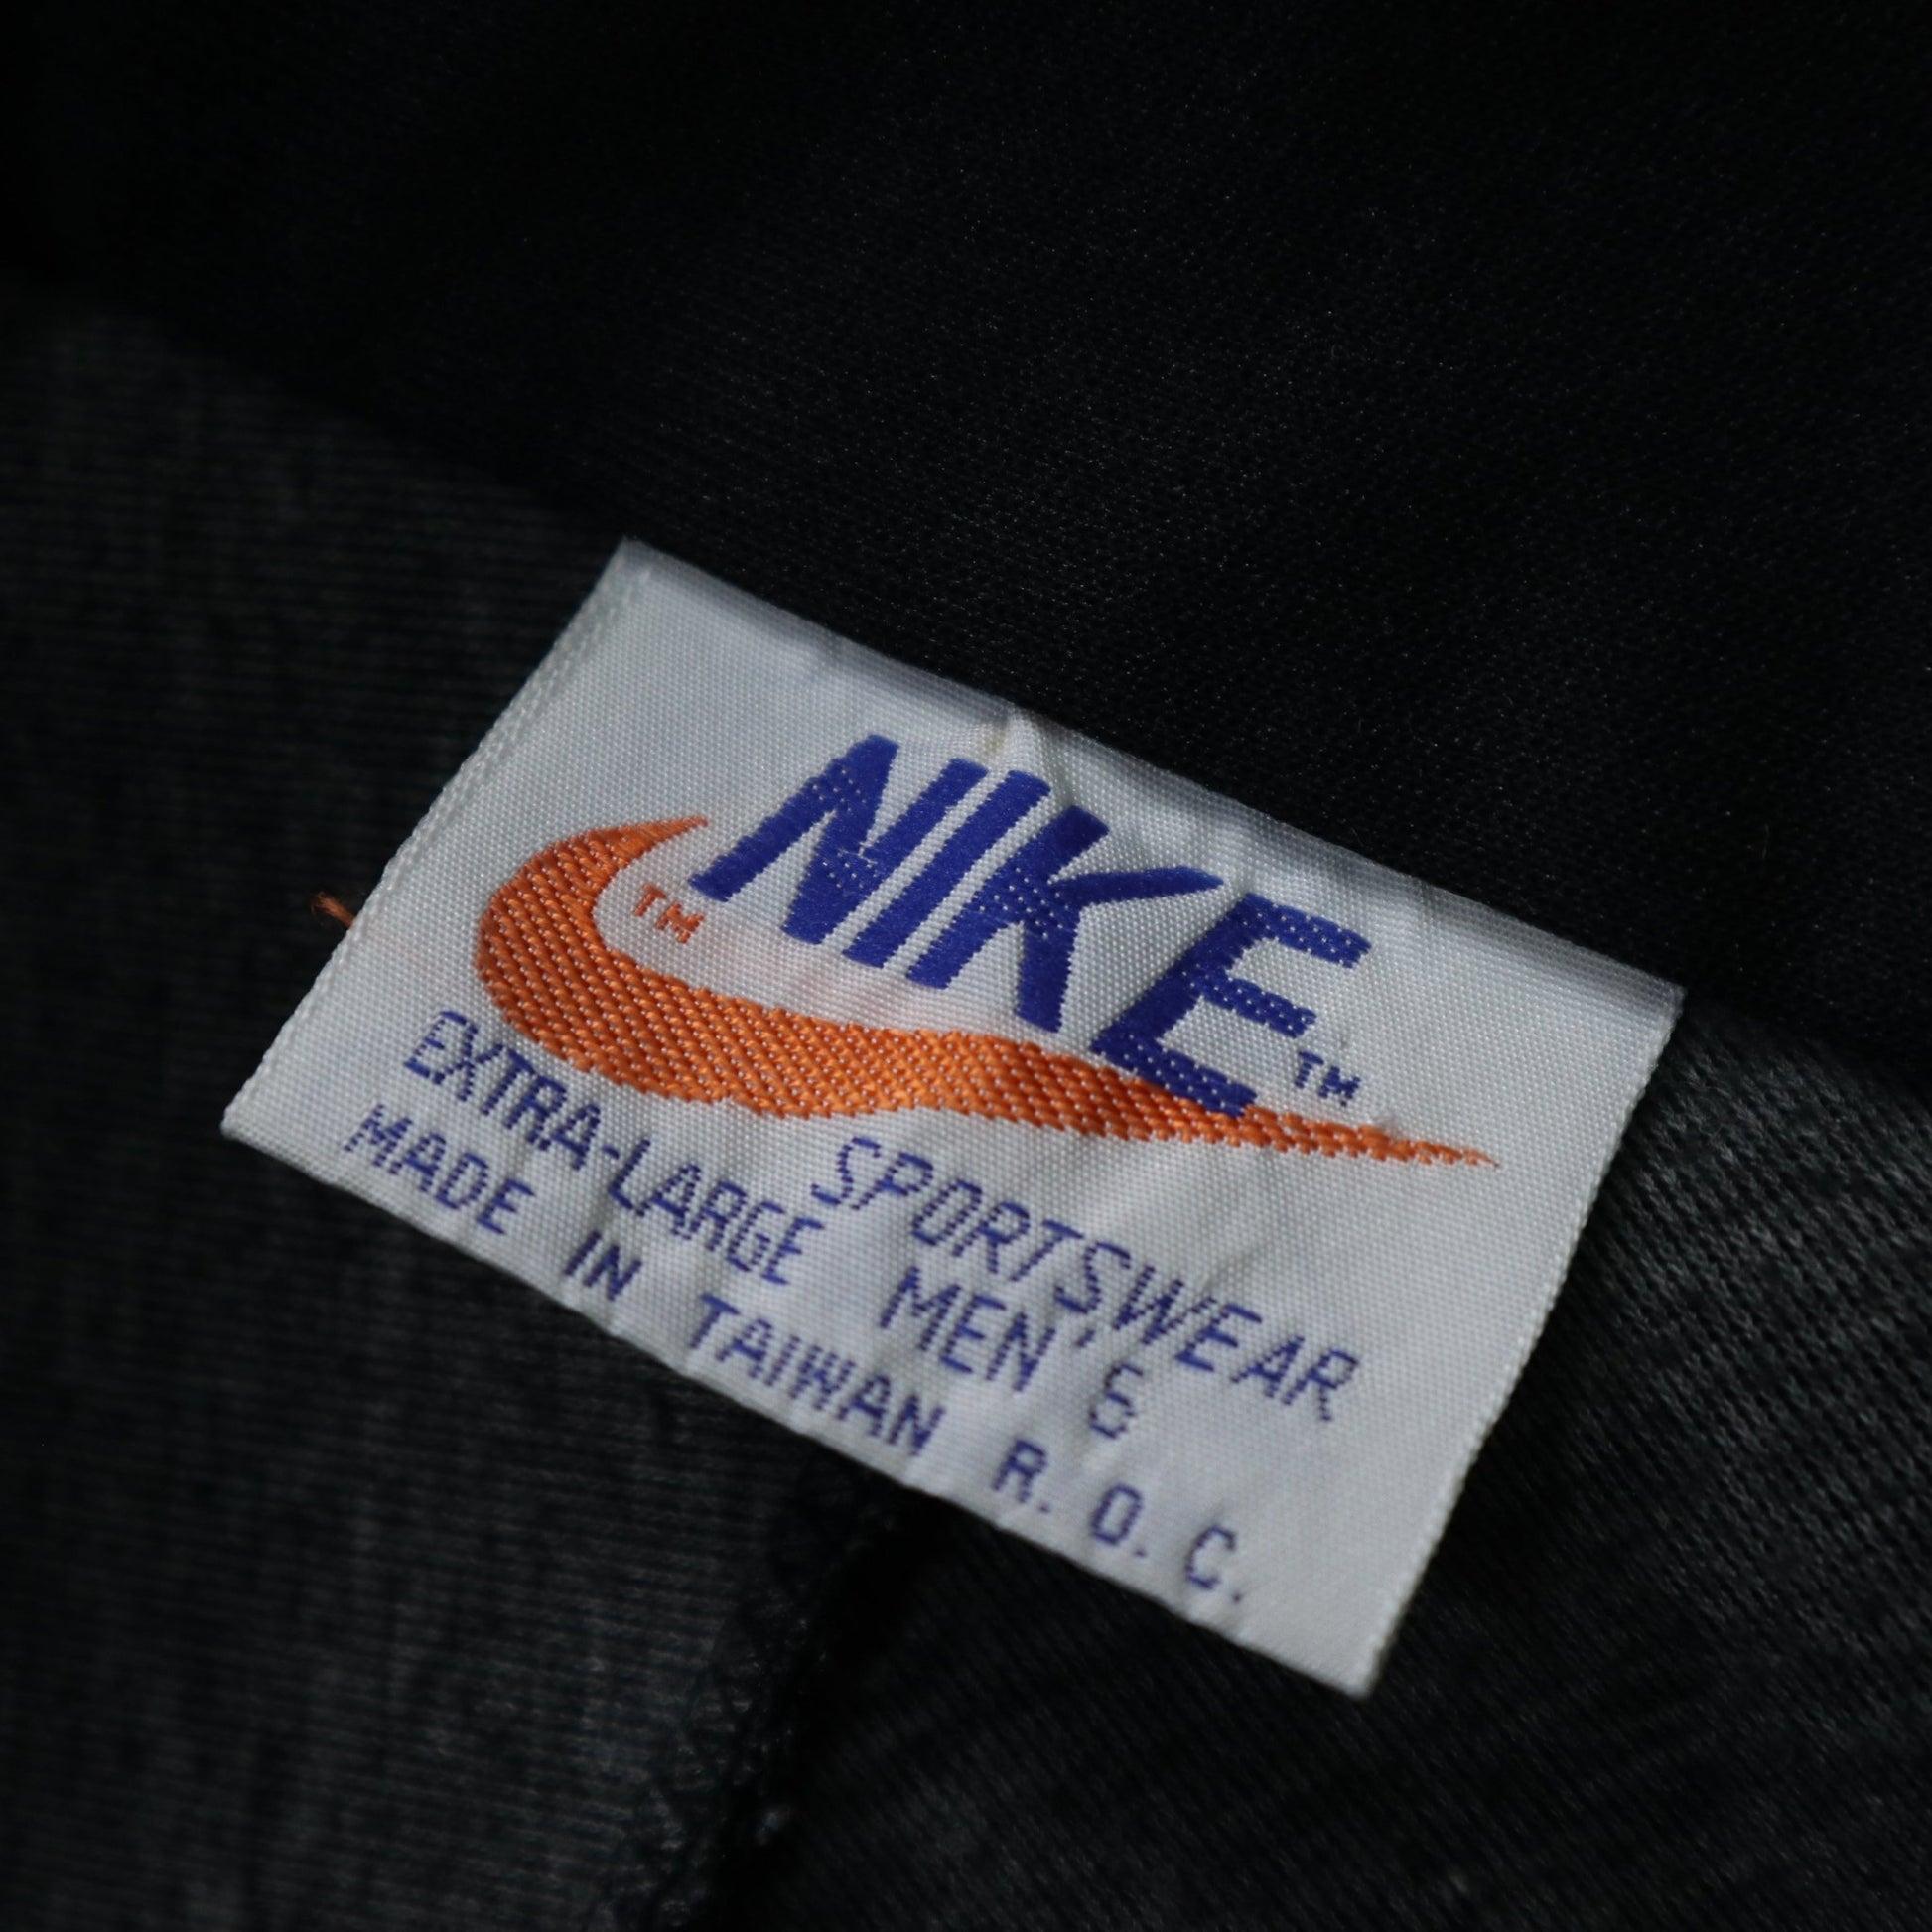 NIKE™
™
SPORTSWEAR
EXTRA-LARGE MEN'S
MADE IN TAIWAN R.O.C.